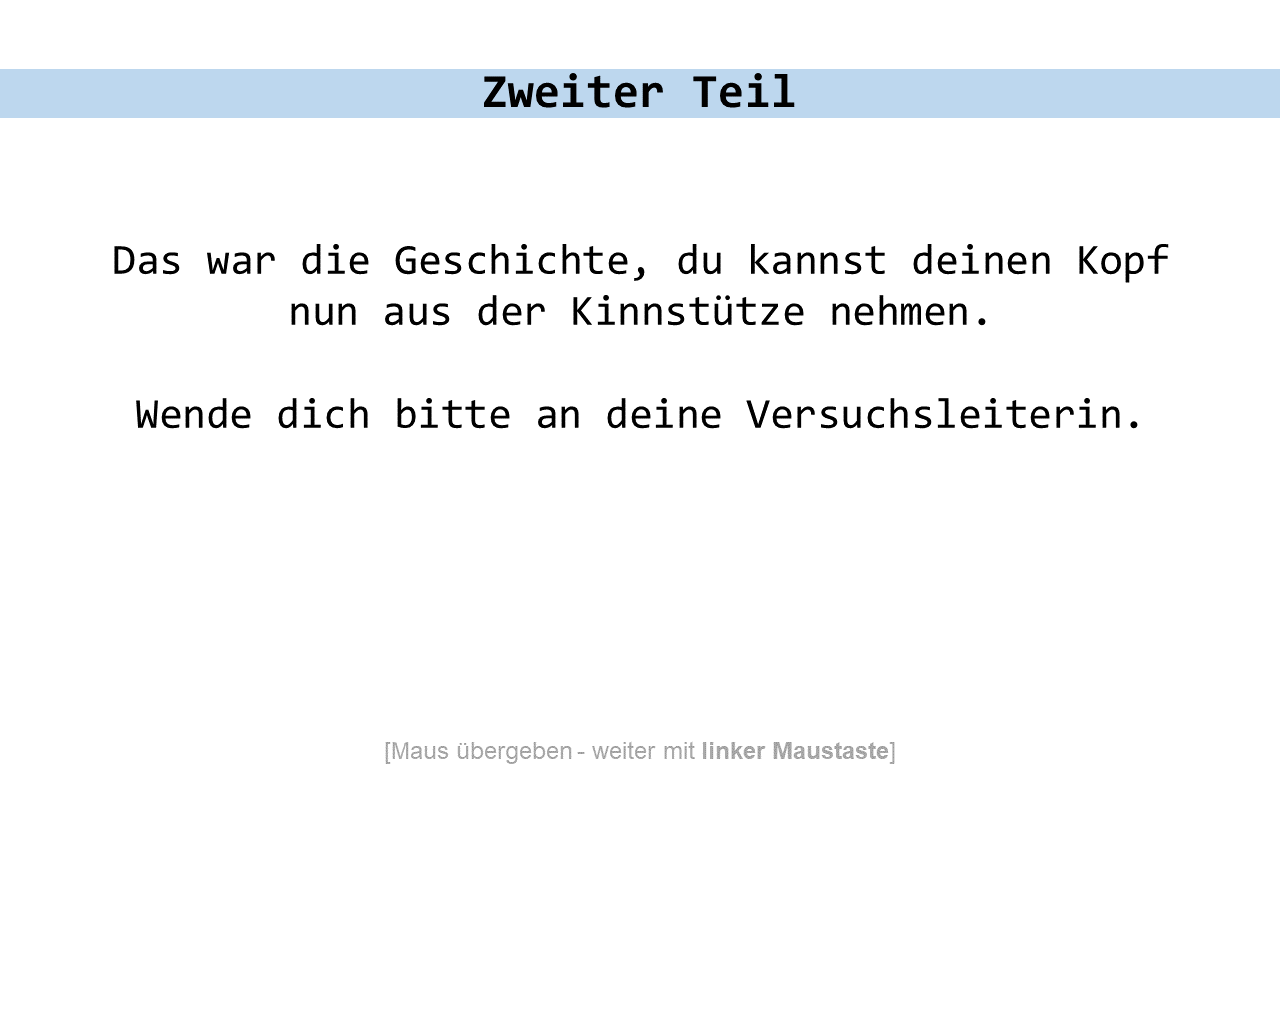 Zweiter Teil
Das war die Geschichte, du kannst deinen Kopf
nun aus der Kinnstütze nehmen.
Wende dich bitte an deine Versuchsleiterin.
[Maus übergeben - weiter mit linker Maustaste]